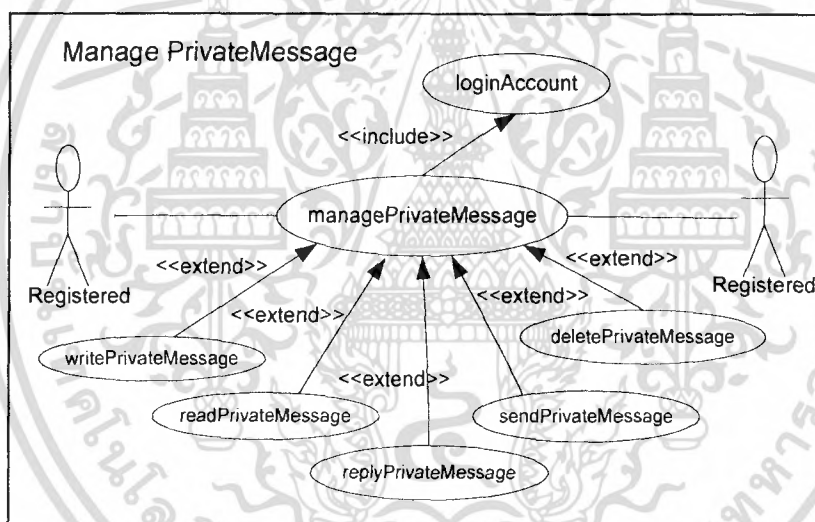 Manage PrivateMessage
loginAccount
<<include>>
managePrivateMessage
<<extend>>
<<extend>>
Registered
Registered
<<extend>>
<<extend>>
deletePrivateMessage
writePrivateMessage
<<extend>>
readPrivateMessage
sendPrivateMessage
replyPrivateMessage